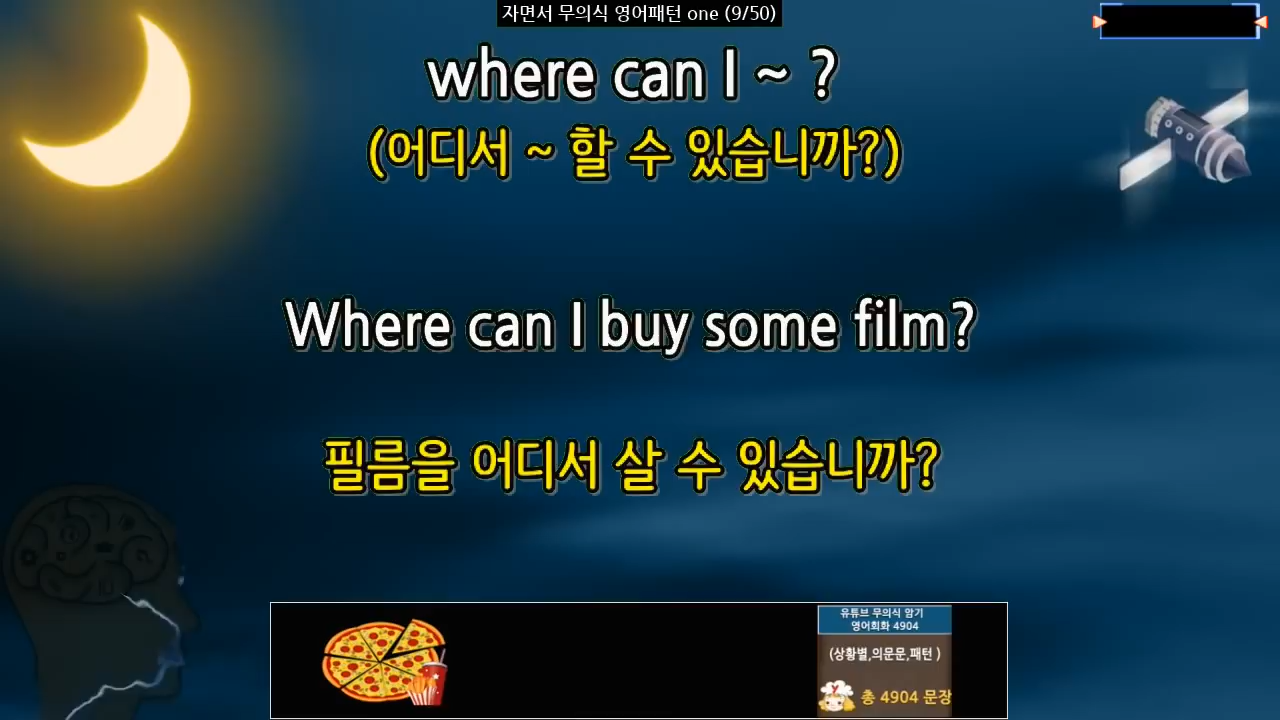 자면서 무의식 영어패턴 one (9/50)
where can I ~ ?
(어디서 ~ 할 수 있습니까?)
Where can I buy some film?
필름을 어디서 살 수 있습니까?
유튜브 무의식 암기
영어회화 4904
(상황별,의문문,패턴 )
총 4904 문장